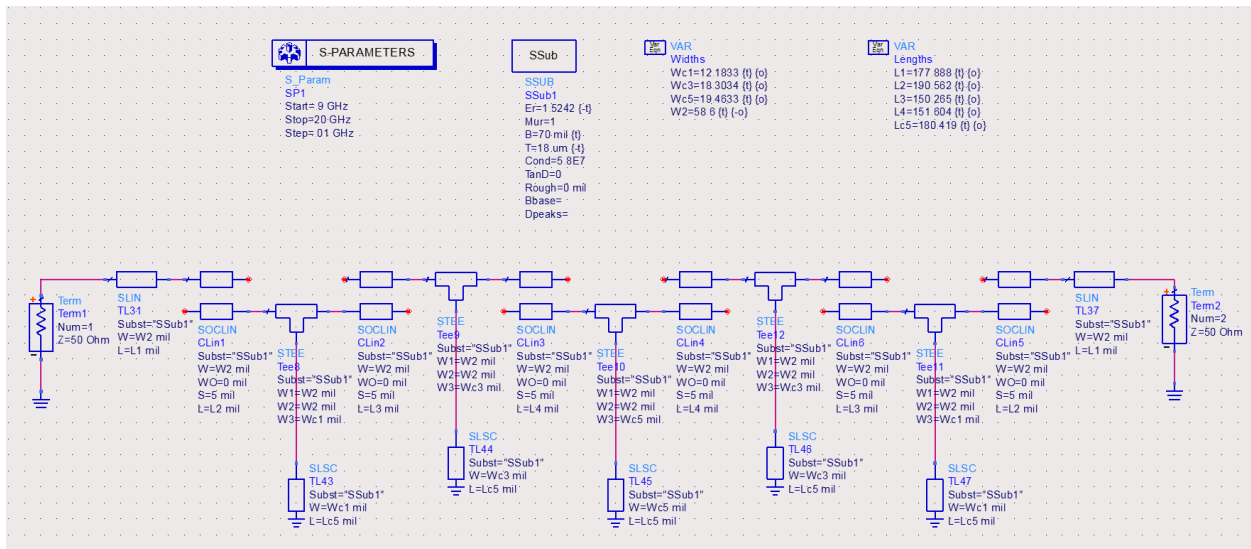 S-PARAMETERS
S_Param
SP1
Start= 9 GHz
Stop=20 GHz
Step= 01 GHz
SSub
SSUB
SSub1
Er=1.5242 {-t}
Mur=1
B=70 mil {t}
T=18 um {-t}
Cond=5.8E7
TanD=0
Rough=0 mil
Bbase=
Dpeaks=
Var
Eqn
VAR
Widths
Wc1=12.1833 {t} {o}
Wc3=18.3034 {t} {o}
Wc5=19.4633 {t} {o}
W2=58.6 {t} {-o}
Var
Eqn
VAR
Lengths
L1=177.888 {t} {o}
L2=190.562 {t} {o}
L3=150.265 {t} {o}
L4=151.604 {t} {o}
Lc5=180.419 {t} {o}
Term
Term1
Num=1
Z=50 Ohm
SLIN
TL31
Subst="SSub1"
W=W2 mil
L=L1 mil
SOCLIN
CLin1
Subst="SSub1"
W=W2 mil
WO=0 mil
S=5 mil
L=L2 mil
STEE
Tee8
Subst="SSub1"
W1=W2 mil
W2=W2 mil
W3=Wc1 mil
SLSC
TL43
Subst="SSub1"
W=Wc1 mil
L=Lc5 mil
SOCLIN
CLin2
Subst="SSub1"
W=W2 mil
WO=0 mil
S=5 mil
L=L3 mil
STEE
Tee9
Subst="SSub1"
W1=W2 mil
W2=W2 mil
W3=Wc3 mil
SLSC
TL44
Subst="SSub1"
W=Wc3 mil
L=Lc5 mil
SOCLIN
CLin3
Subst="SSub1"
W=W2 mil
WO=0 mil
S=5 mil
L=L4 mil
STEE
Tee10
Subst="SSub1"
W1=W2 mil
W2=W2 mil
W3=Wc5 mil
SLSC
TL45
Subst="SSub1"
W=Wc5 mil
L=Lc5 mil
SOCLIN
CLin4
Subst="SSub1"
W=W2 mil
WO=0 mil
S=5 mil
L=L4 mil
STEE
Tee12
Subst="SSub1"
W1=W2 mil
W2=W2 mil
W3=Wc3 mil
SLSC
TL46
Subst="SSub1"
W=Wc3 mil
L=Lc5 mil
SOCLIN
CLin6
Subst="SSub1"
W=W2 mil
WO=0 mil
S=5 mil
L=L3 mil
STEE
Tee11
Subst="SSub1"
W1=W2 mil
W2=W2 mil
W3=Wc1 mil
SLSC
TL47
Subst="SSub1"
W=Wc1 mil
L=Lc5 mil
SOCLIN
CLin5
Subst="SSub1"
W=W2 mil
WO=0 mil
S=5 mil
L=L2 mil
SLIN
TL37
Subst="SSub1"
W=W2 mil
L=L1 mil
Term
Term2
Num=2
Z=50 Ohm